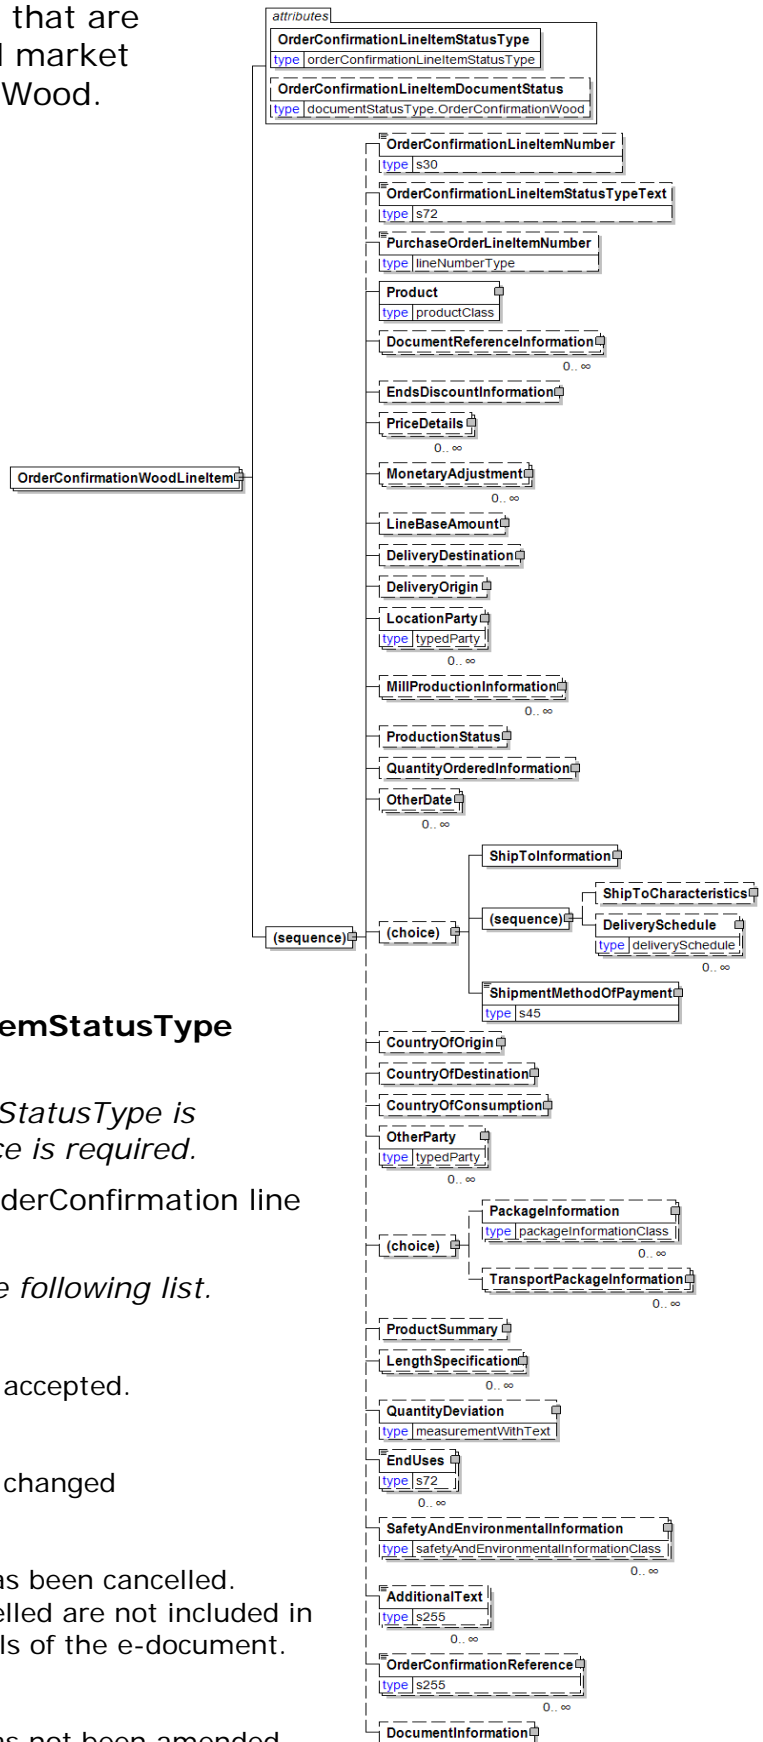 that are
market
Wood.
attributes
OrderConfirmationLineItemStatusType
type orderConfirmationLineItemStatusType
OrderConfirmationLineItemDocumentStatus
type documentStatusType.OrderConfirmationWood
OrderConfirmationLineItemNumber
type s30
OrderConfirmationLineItemStatusTypeText
type s72
PurchaseOrderLineItemNumber
type lineNumberType
Product
type productClass
DocumentReferenceInformation
0.. ∞
EndsDiscountInformation
PriceDetails
0.. ∞
OrderConfirmationWoodLineItem
MonetaryAdjustment
0.. ∞
LineBaseAmount
DeliveryDestination
DeliveryOrigin
LocationParty
type typedParty
0.. ∞
MillProductionInformation
0.. ∞
ProductionStatus
QuantityOrderedInformation
OtherDate
0.. ∞
(sequence)
(choice)
ShipToInformation
(sequence)
ShipToCharacteristics
DeliverySchedule
type deliverySchedule
0.. ∞
ShipmentMethodOfPayment
type s45
emStatusType
StatusType is
ce is required.
derConfirmation line
e following list.
accepted.
changed
as been cancelled.
elled are not included in
ls of the e-document.
as not been amended
CountryOfOrigin
CountryOfDestination
CountryOfConsumption
OtherParty
type typedParty
0.. ∞
(choice)
PackageInformation
type packageInformationClass
0.. ∞
TransportPackageInformation
0.. ∞
ProductSummary
LengthSpecification
0.. ∞
QuantityDeviation
type measurementWithText
EndUses
type s72
0.. ∞
SafetyAndEnvironmentalInformation
type safetyAndEnvironmentalInformationClass
0.. ∞
AdditionalText
type s255
0.. ∞
OrderConfirmationReference
type s255
0.. ∞
DocumentInformation